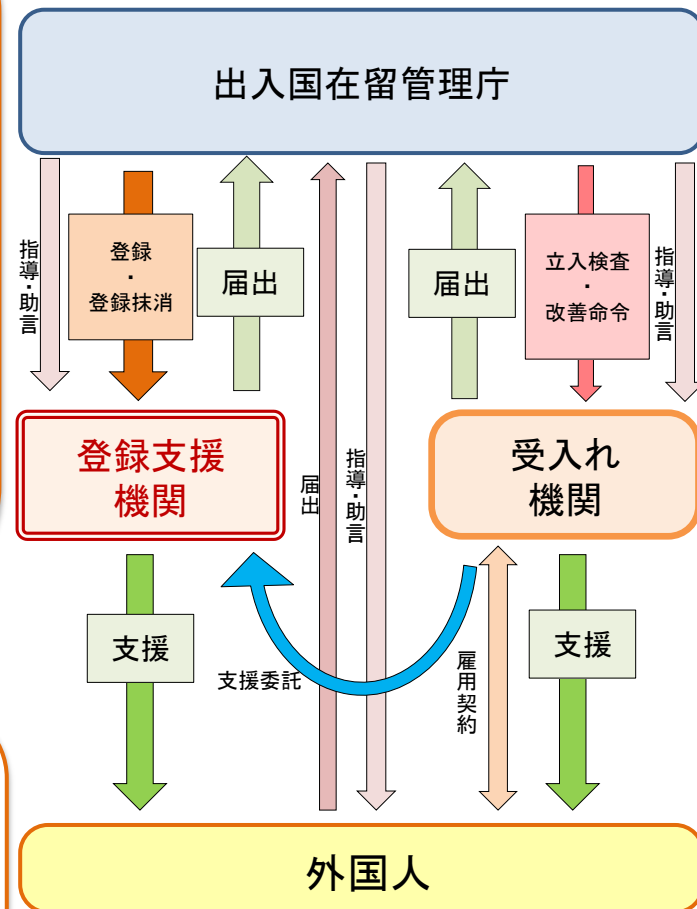 出入国在留管理庁
指導・助言
登録
・
登録抹消
届出
届出
立入検査
・
改善命令
指導・助言
登録支援
機関
届出
指導・助言
受入れ
機関
支援
支援委託
雇用契約
支援
外国人